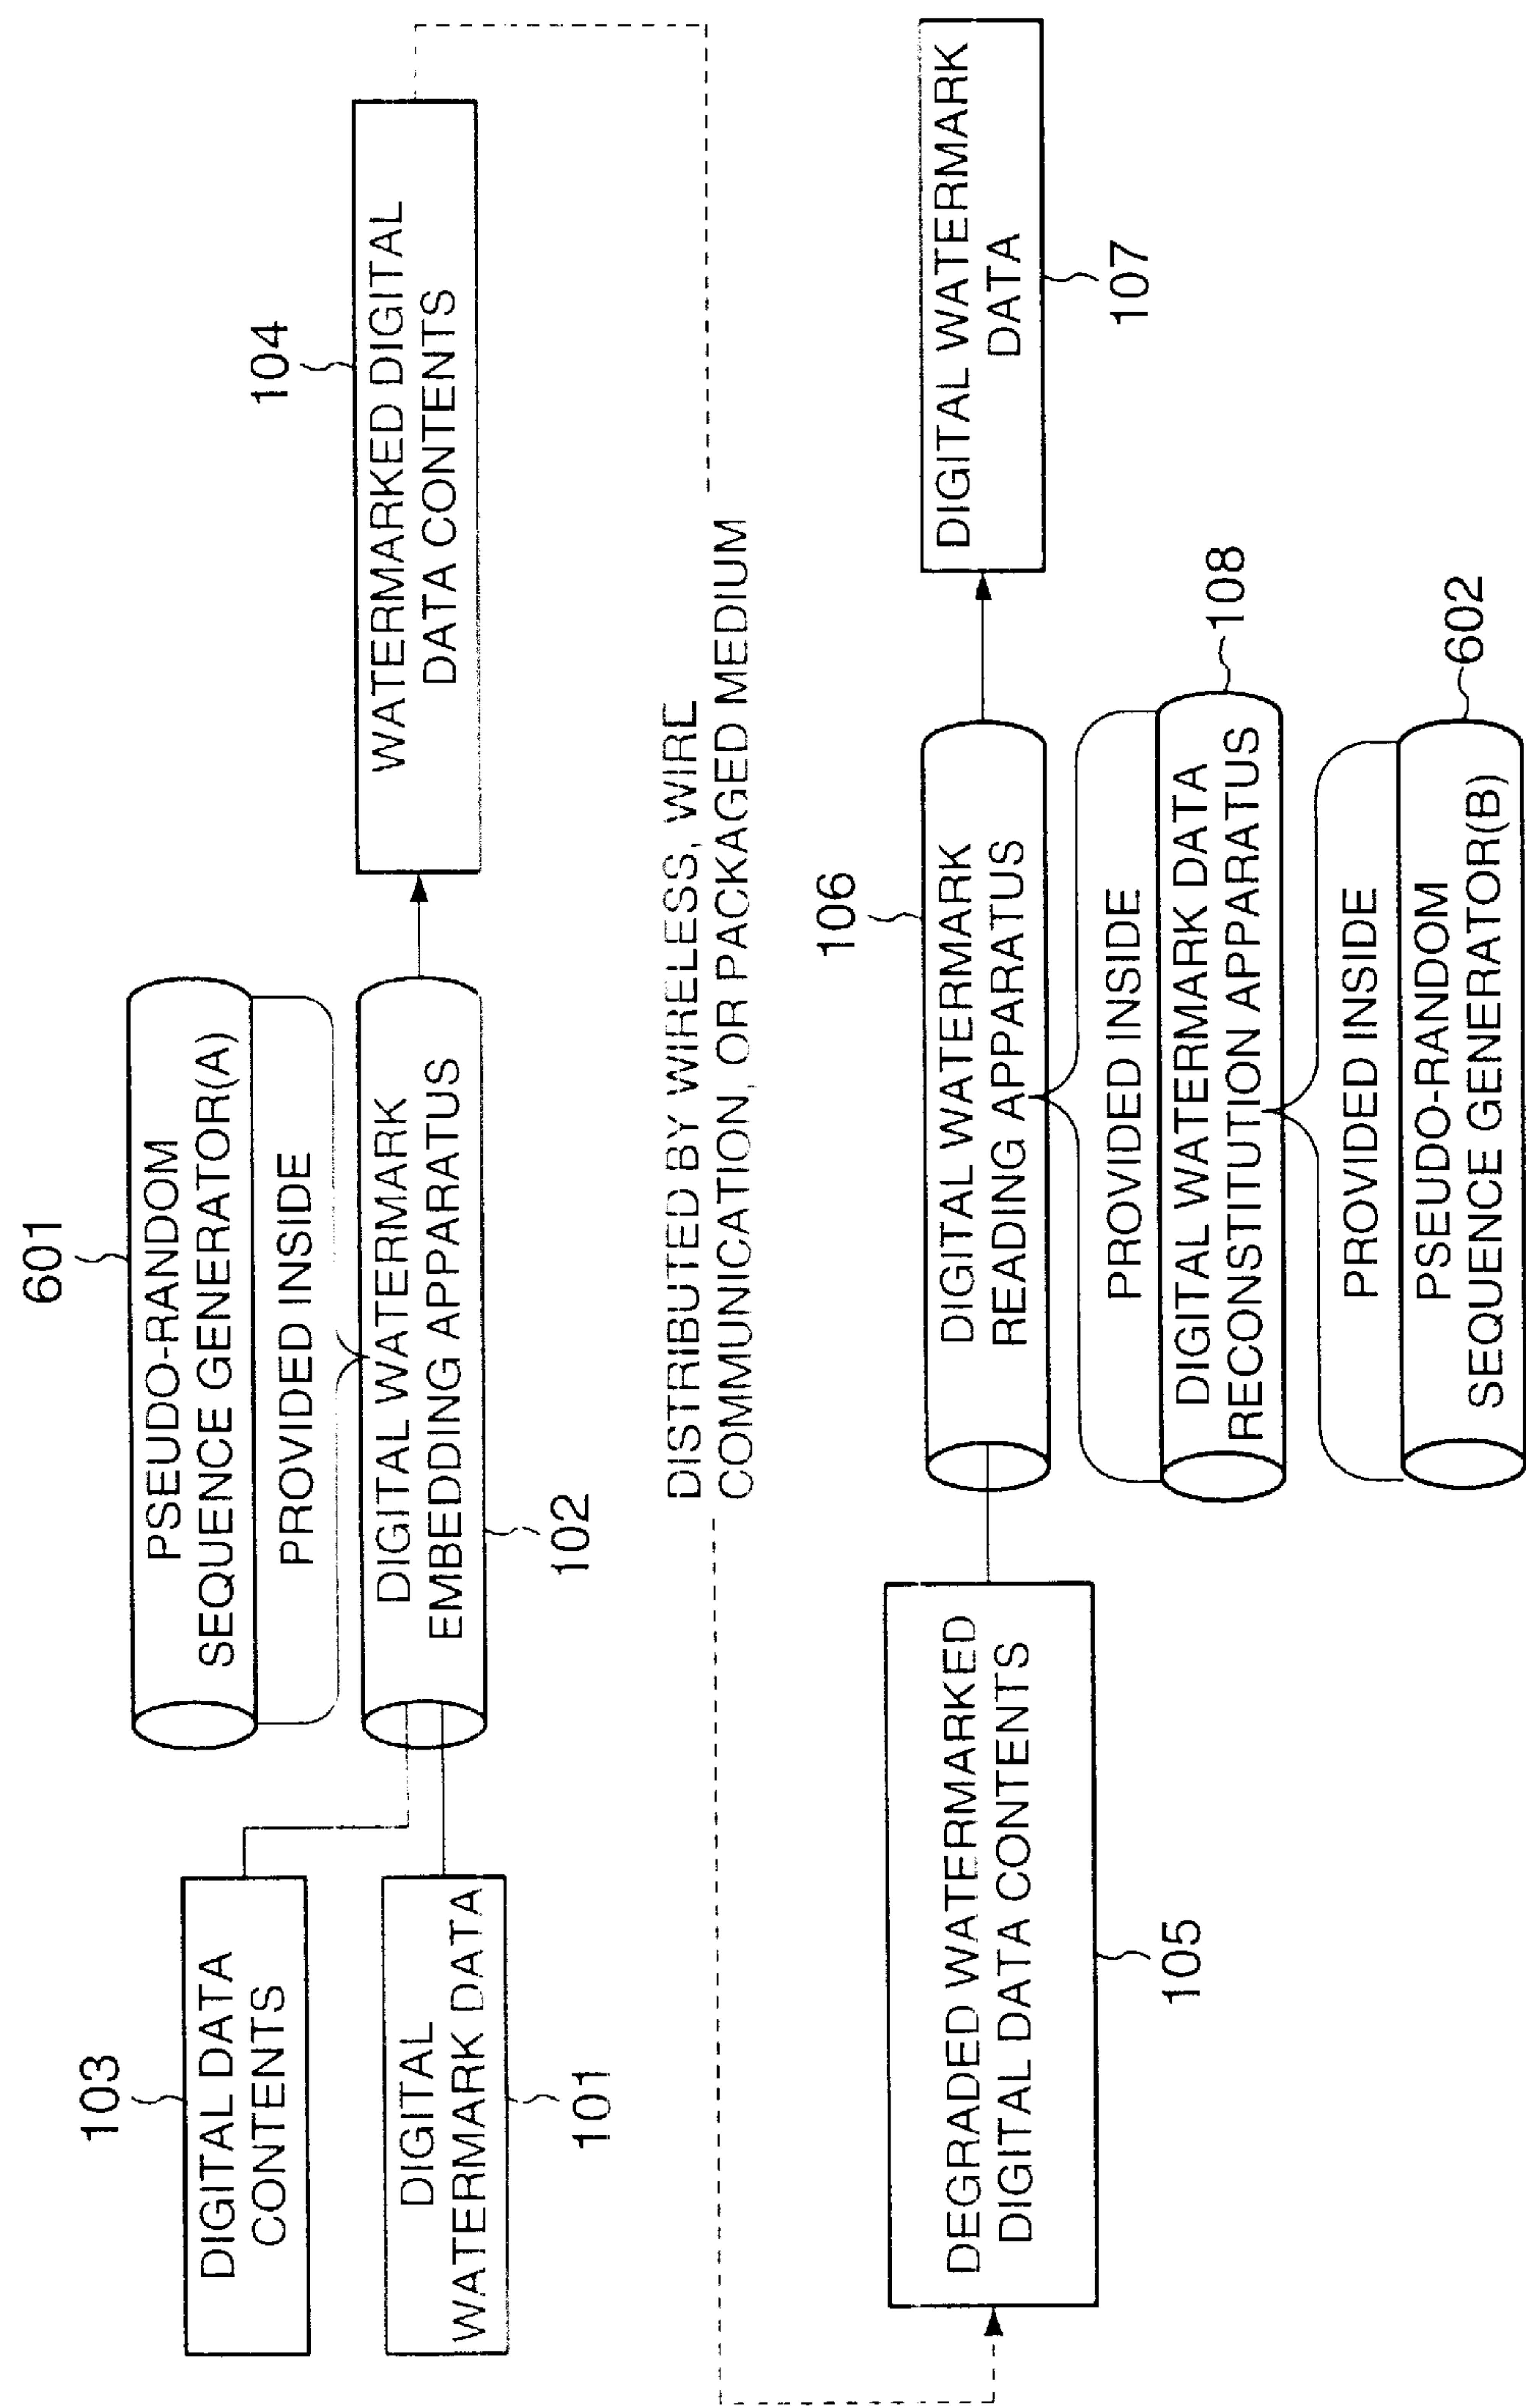 601
PSEUDO-RANDOM
SEQUENCE GENERATOR(A)
PROVIDED INSIDE
103
DIGITAL DATA
CONTENTS
DIGITAL
WATERMARK DATA
101
DIGITAL WATERMARK
EMBEDDING APPARATUS
102
104
WATERMARKED DIGITAL
DATA CONTENTS
DISTRIBUTED BY WIRELESS, WIRE
COMMUNICATION, OR PACKAGED MEDIUM
DEGRADED WATERMARKED
DIGITAL DATA CONTENTS
105
106
DIGITAL WATERMARK
READING APPARATUS
PROVIDED INSIDE
DIGITAL WATERMARK DATA
RECONSTITUTION APPARATUS
108
PROVIDED INSIDE
PSEUDO-RANDOM
SEQUENCE GENERATOR(B)
602
DIGITAL WATERMARK
DATA
107